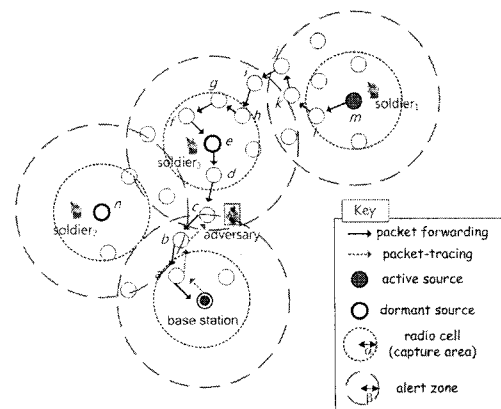 j
g
i
k
h
m
soldier₁
f
l
e
soldier₃
d
n
c
soldier₂
adversary
b
a
base station
Key
packet forwarding
packet-tracing
active source
dormant source
radio cell
α
(capture area)
β
alert zone